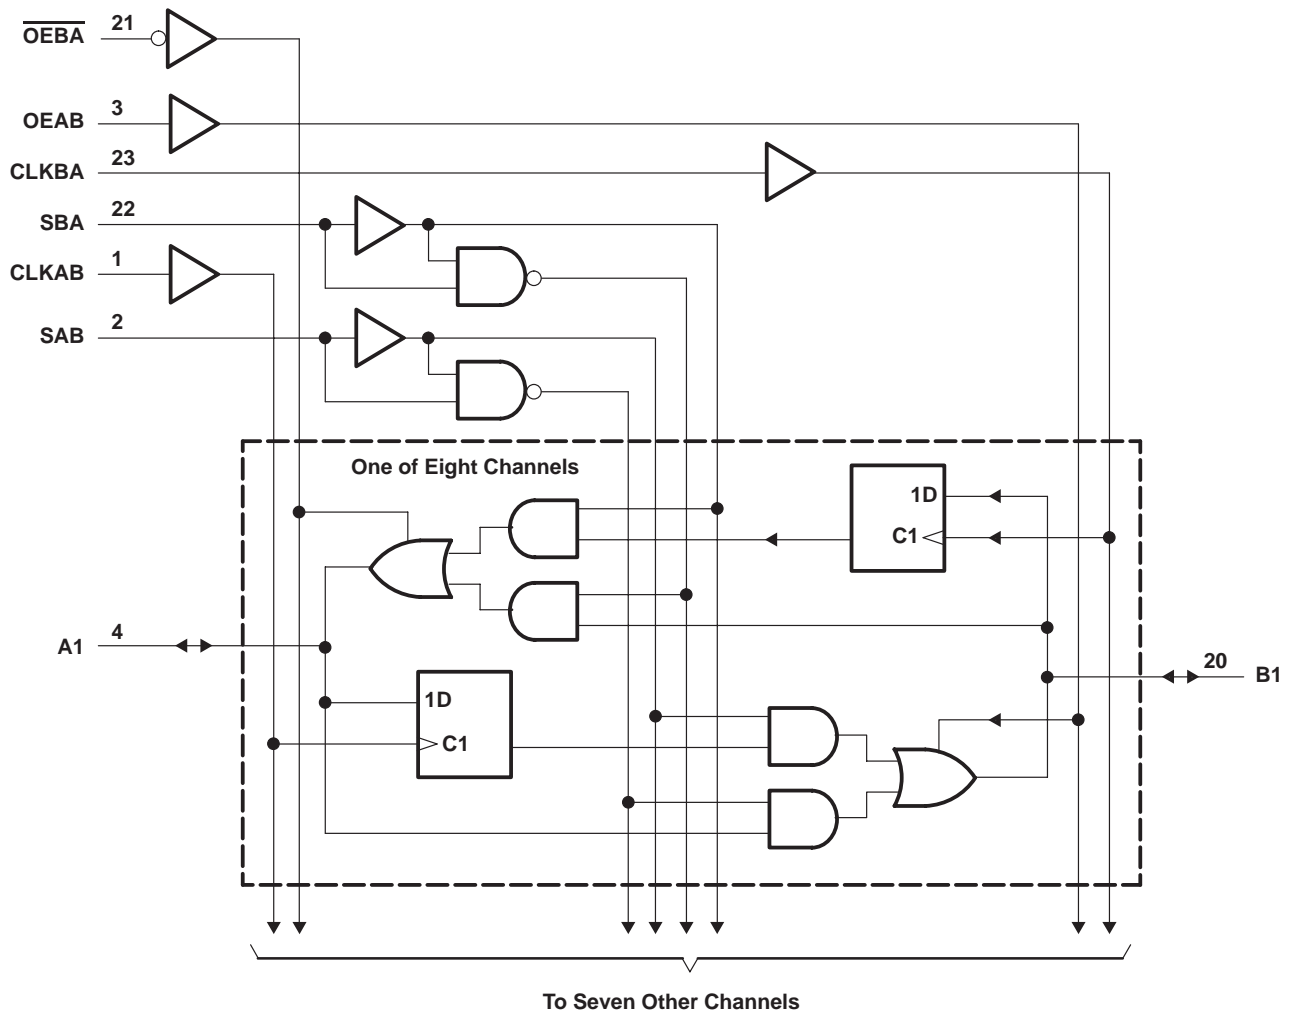 OEBA 21
OEAB 3
CLKBA 23
SBA 22
CLKAB 1
SAB 2
One of Eight Channels
1D
C1
A1 4
1D
C1
20 B1
To Seven Other Channels